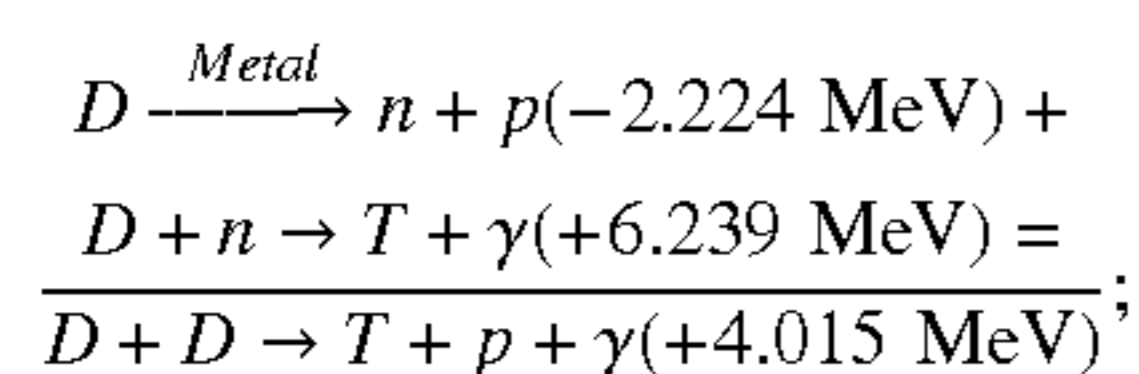 Metal
D ------→ n + p(−2.224 MeV) +
D + n → T + γ(+6.239 MeV) =
D + D → T + p + γ(+4.015 MeV) ;